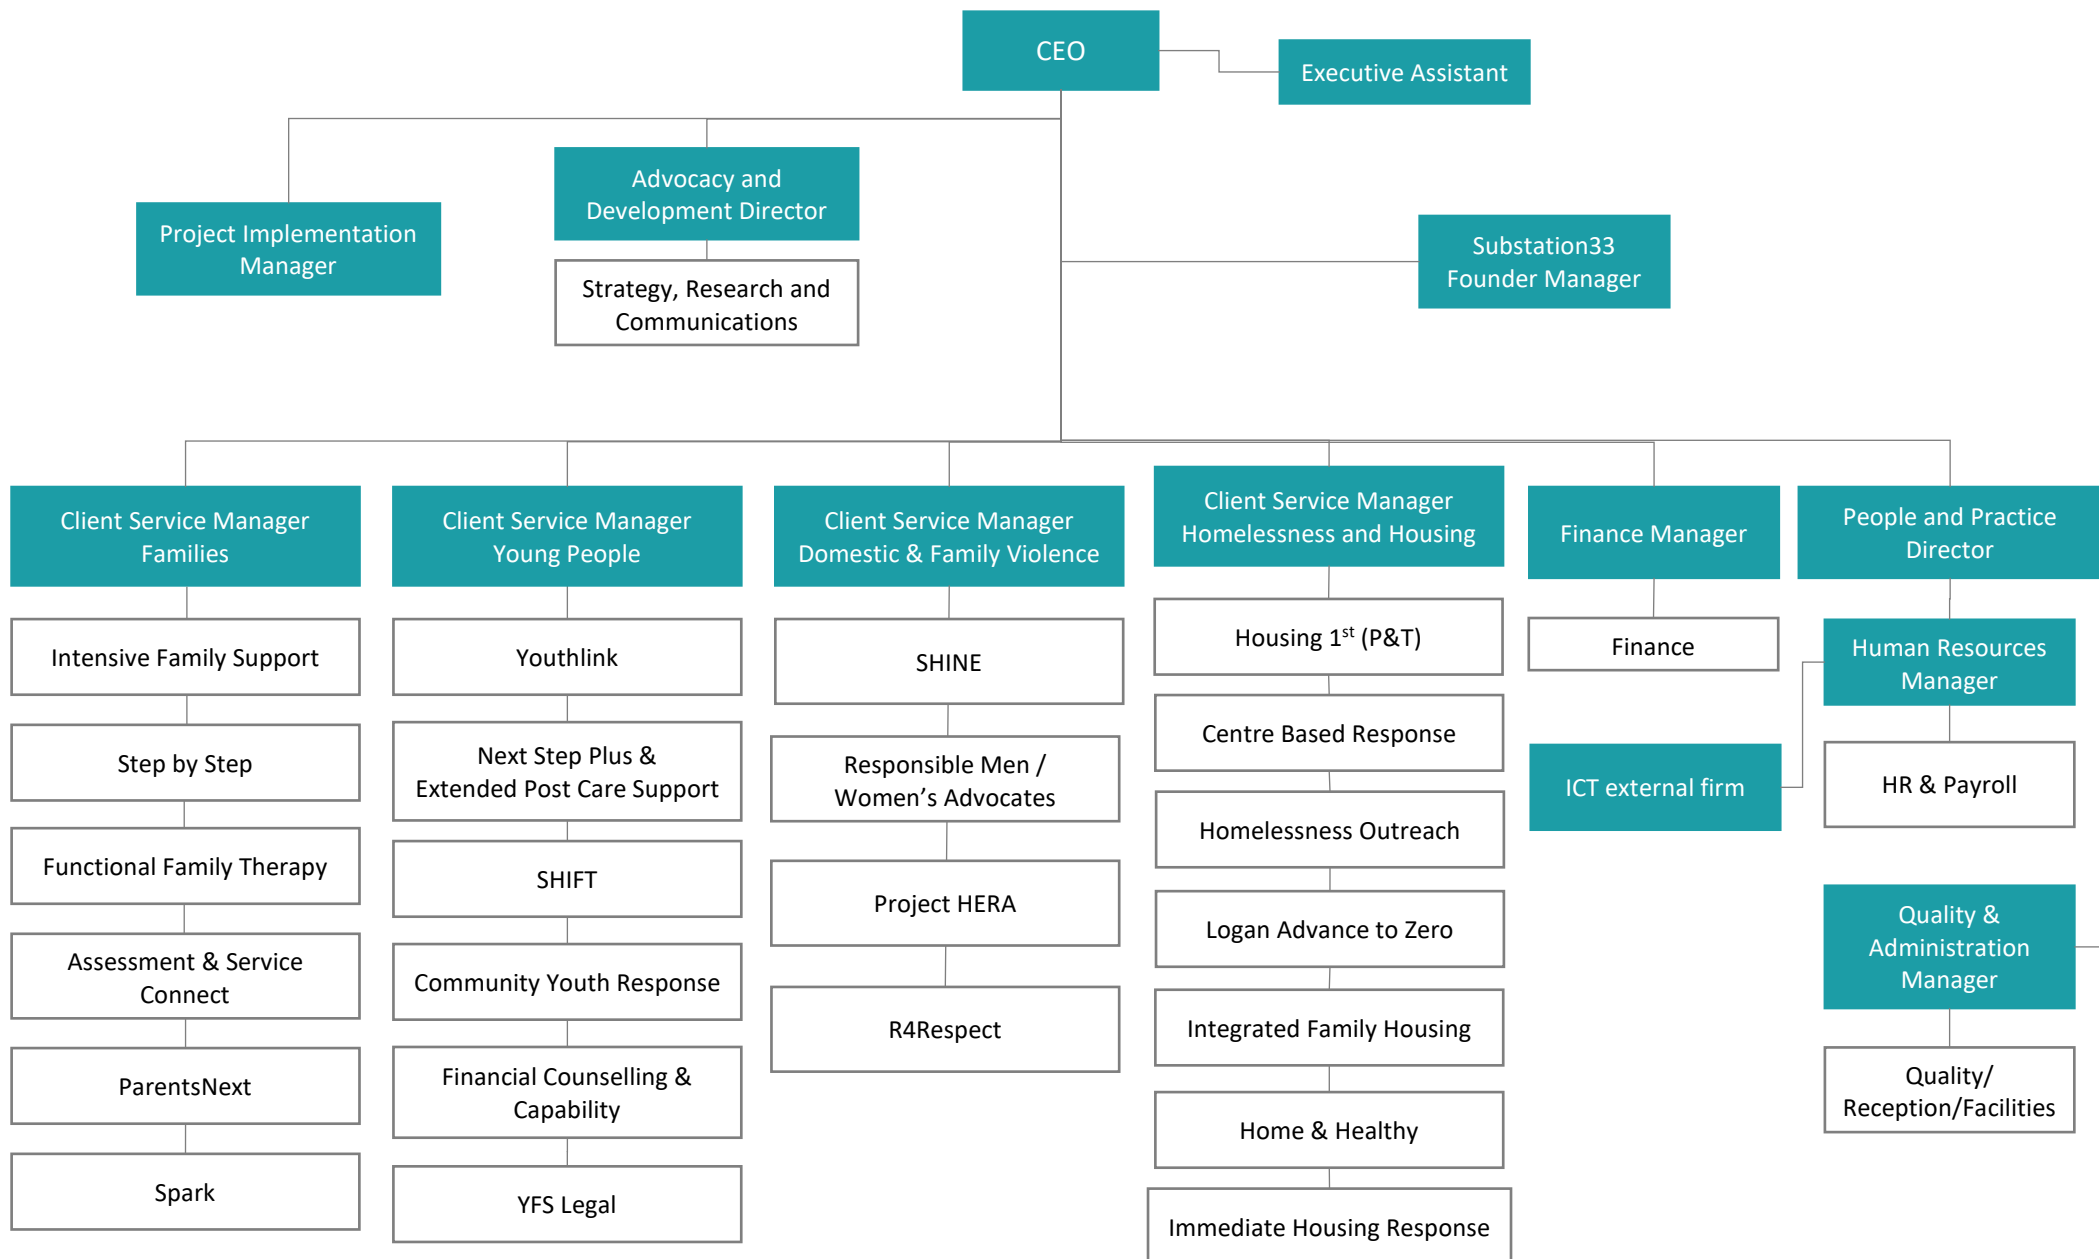 CEO
Executive Assistant
Advocacy and
Development Director
Project Implementation
Manager
Substation33
Founder Manager
Strategy, Research and
Communications
Client Service Manager
Families
Intensive Family Support
Step by Step
Functional Family Therapy
Assessment & Service
Connect
ParentsNext
Spark
Client Service Manager
Young People
Youthlink
Next Step Plus &
Extended Post Care Support
SHIFT
Community Youth Response
Financial Counselling &
Capability
YFS Legal
Client Service Manager
Domestic & Family Violence
SHINE
Responsible Men /
Women’s Advocates
Project HERA
R4Respect
Client Service Manager
Homelessness and Housing
Housing 1st (P&T)
Centre Based Response
Homelessness Outreach
Logan Advance to Zero
Integrated Family Housing
Home & Healthy
Immediate Housing Response
Finance Manager
Finance
People and Practice
Director
Human Resources
Manager
ICT external firm
HR & Payroll
Quality &
Administration
Manager
Quality/
Reception/Facilities